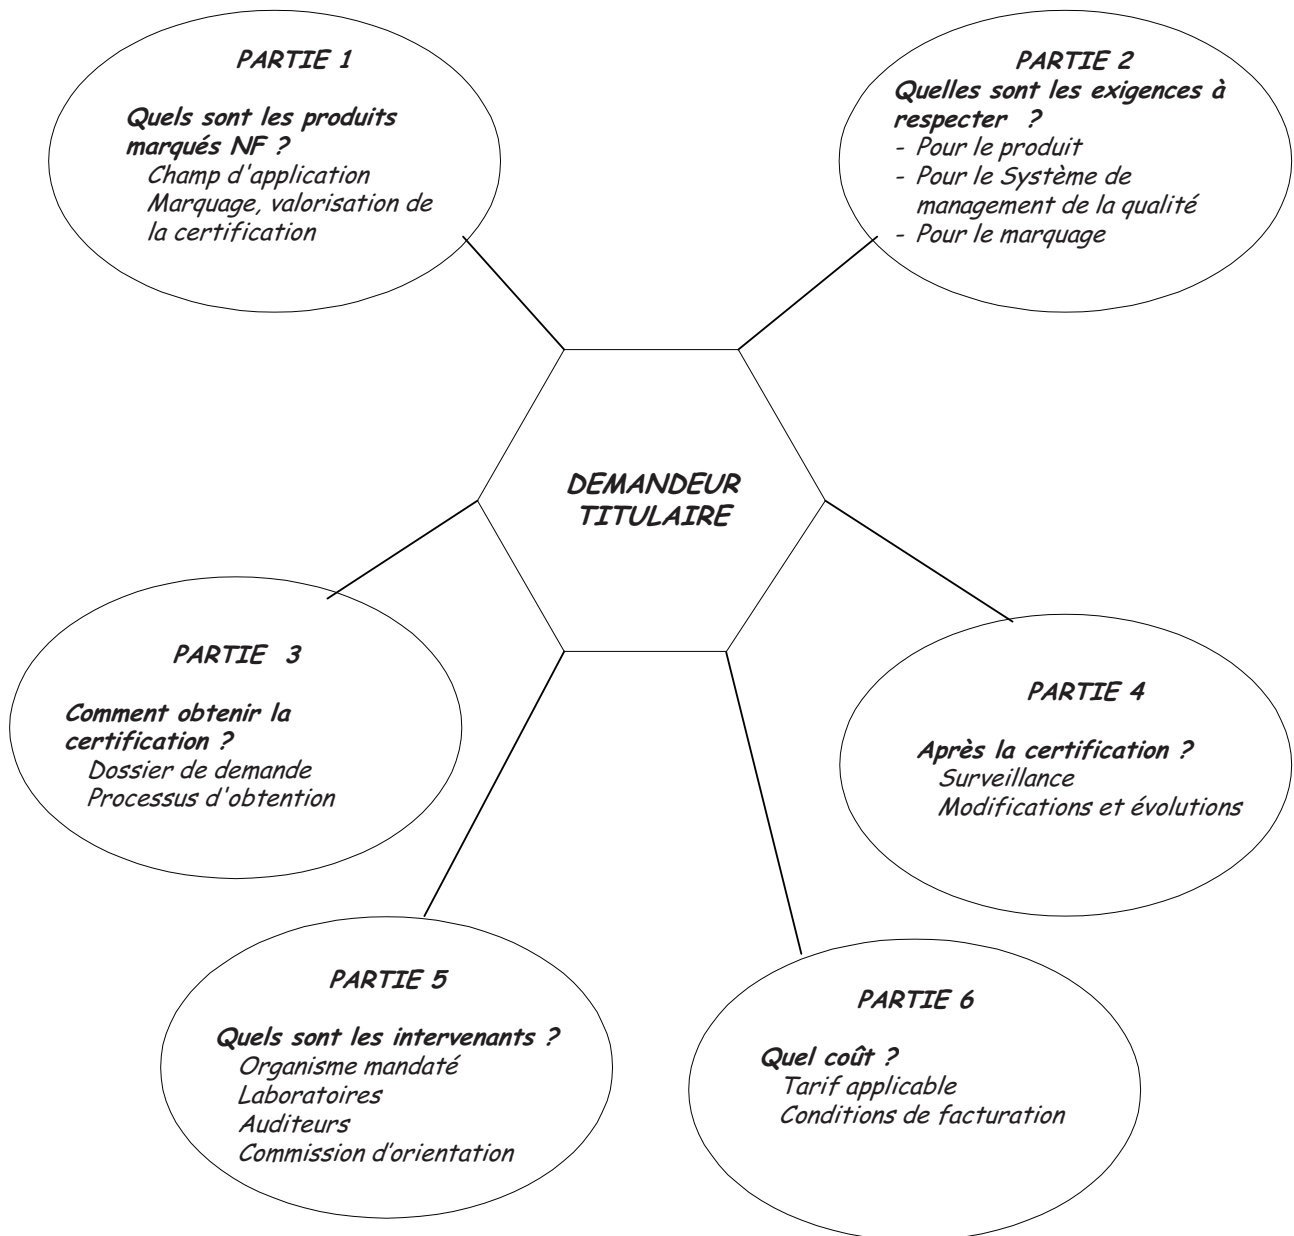 PARTIE 1
Quels sont les produits
marqués NF ?
Champ d'application
Marquage, valorisation de
la certification
PARTIE 2
Quelles sont les exigences à
respecter ?
- Pour le produit
- Pour le Système de
management de la qualité
- Pour le marquage
DEMANDEUR
TITULAIRE
PARTIE 3
Comment obtenir la
certification ?
Dossier de demande
Processus d'obtention
PARTIE 4
Après la certification ?
Surveillance
Modifications et évolutions
PARTIE 5
Quels sont les intervenants ?
Organisme mandaté
Laboratoires
Auditeurs
Commission d’orientation
PARTIE 6
Quel coût ?
Tarif applicable
Conditions de facturation